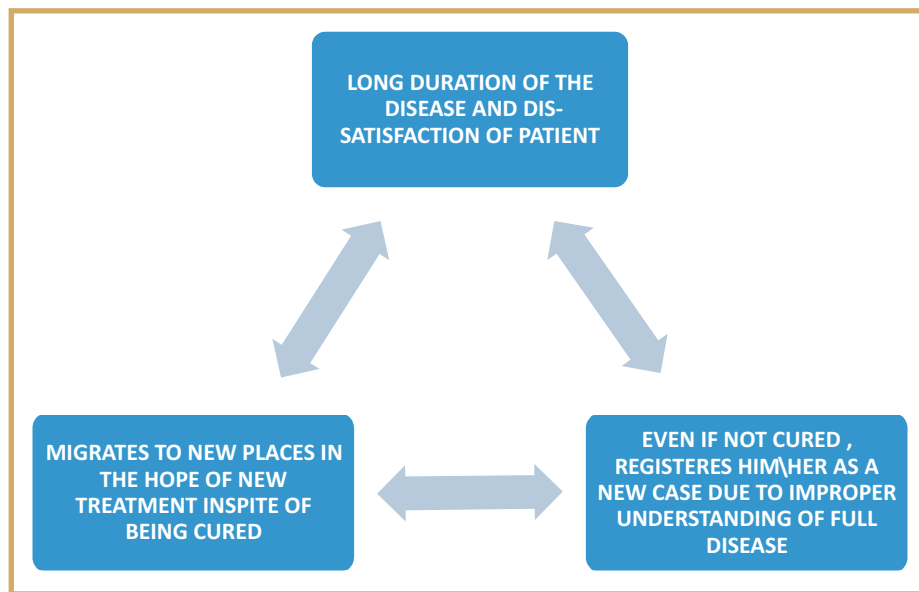 LONG DURATION OF THE
DISEASE AND DIS-
SATISFACTION OF PATIENT
MIGRATES TO NEW PLACES IN
THE HOPE OF NEW
TREATMENT INSPITE OF
BEING CURED
EVEN IF NOT CURED ,
REGISTERES HIM\HER AS A
NEW CASE DUE TO IMPROPER
UNDERSTANDING OF FULL
DISEASE